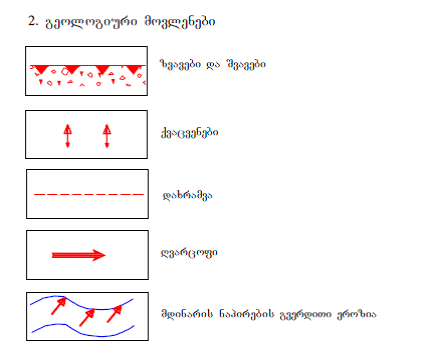 2. გეოლოგიური მოვლენები
ზვავები და შვავები
ქვაცვენები
დახრამვა
ღვარცოფი
მდინარის ნაპირების გვერდითი ეროზია